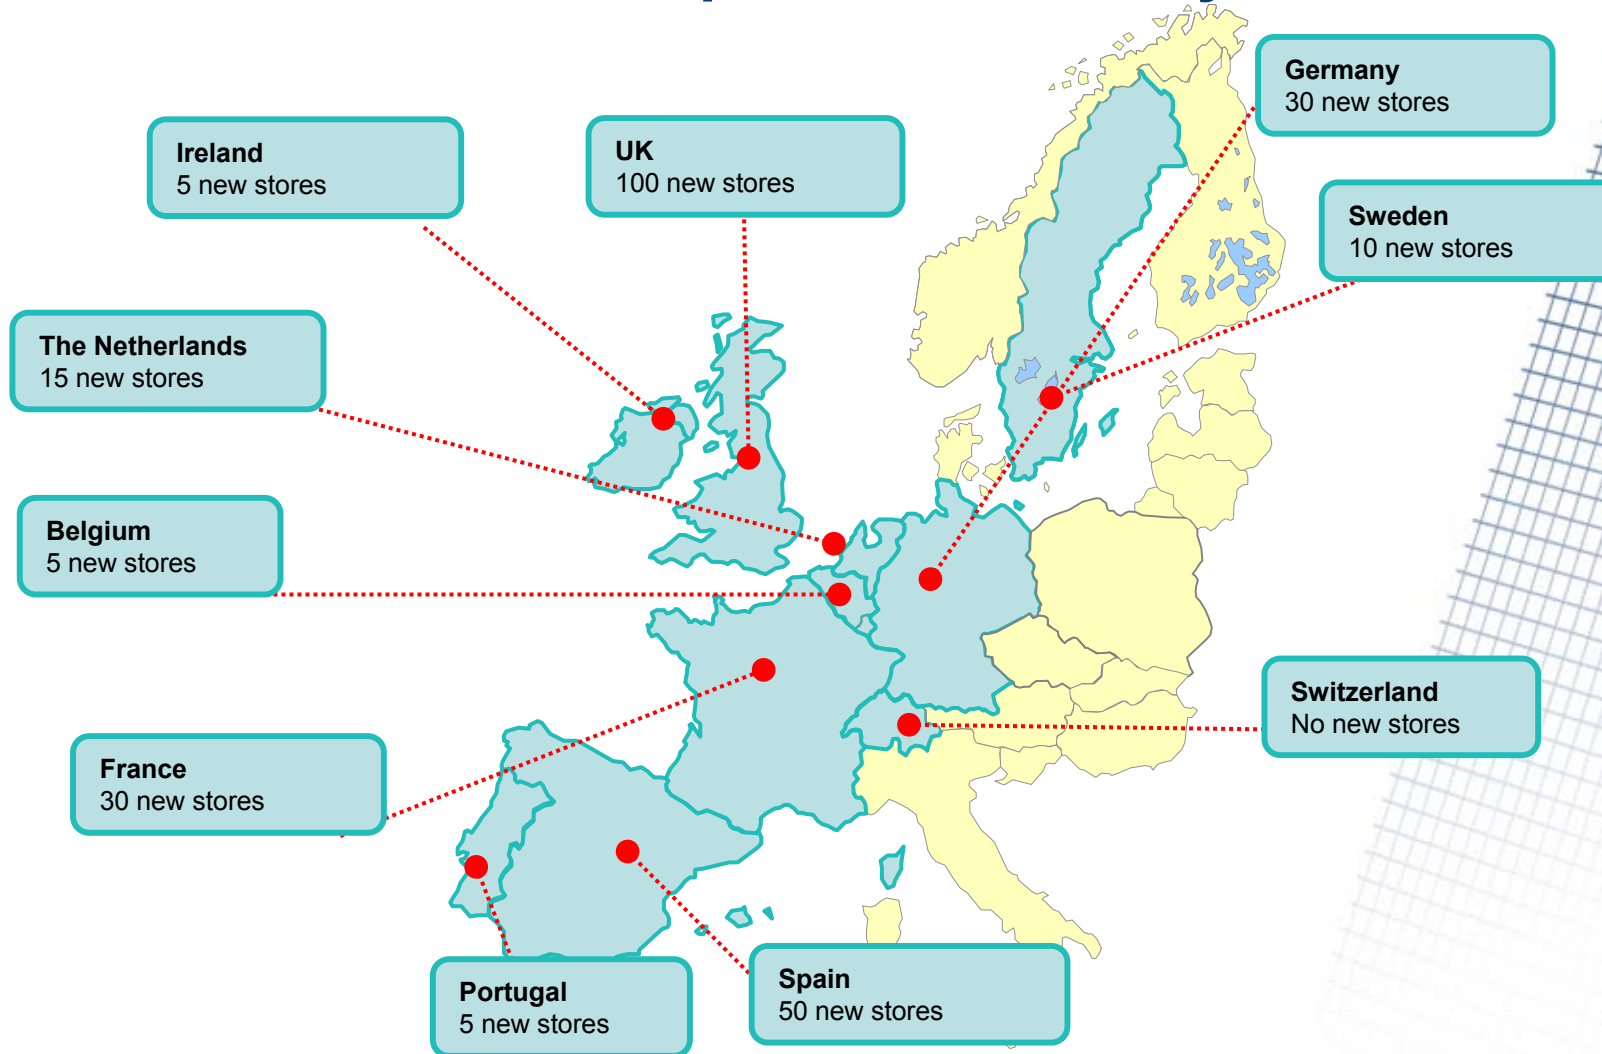 Germany
30 new stores
Ireland
5 new stores
UK
100 new stores
Sweden
10 new stores
The Netherlands
15 new stores
Belgium
5 new stores
Switzerland
No new stores
France
30 new stores
Portugal
5 new stores
Spain
50 new stores